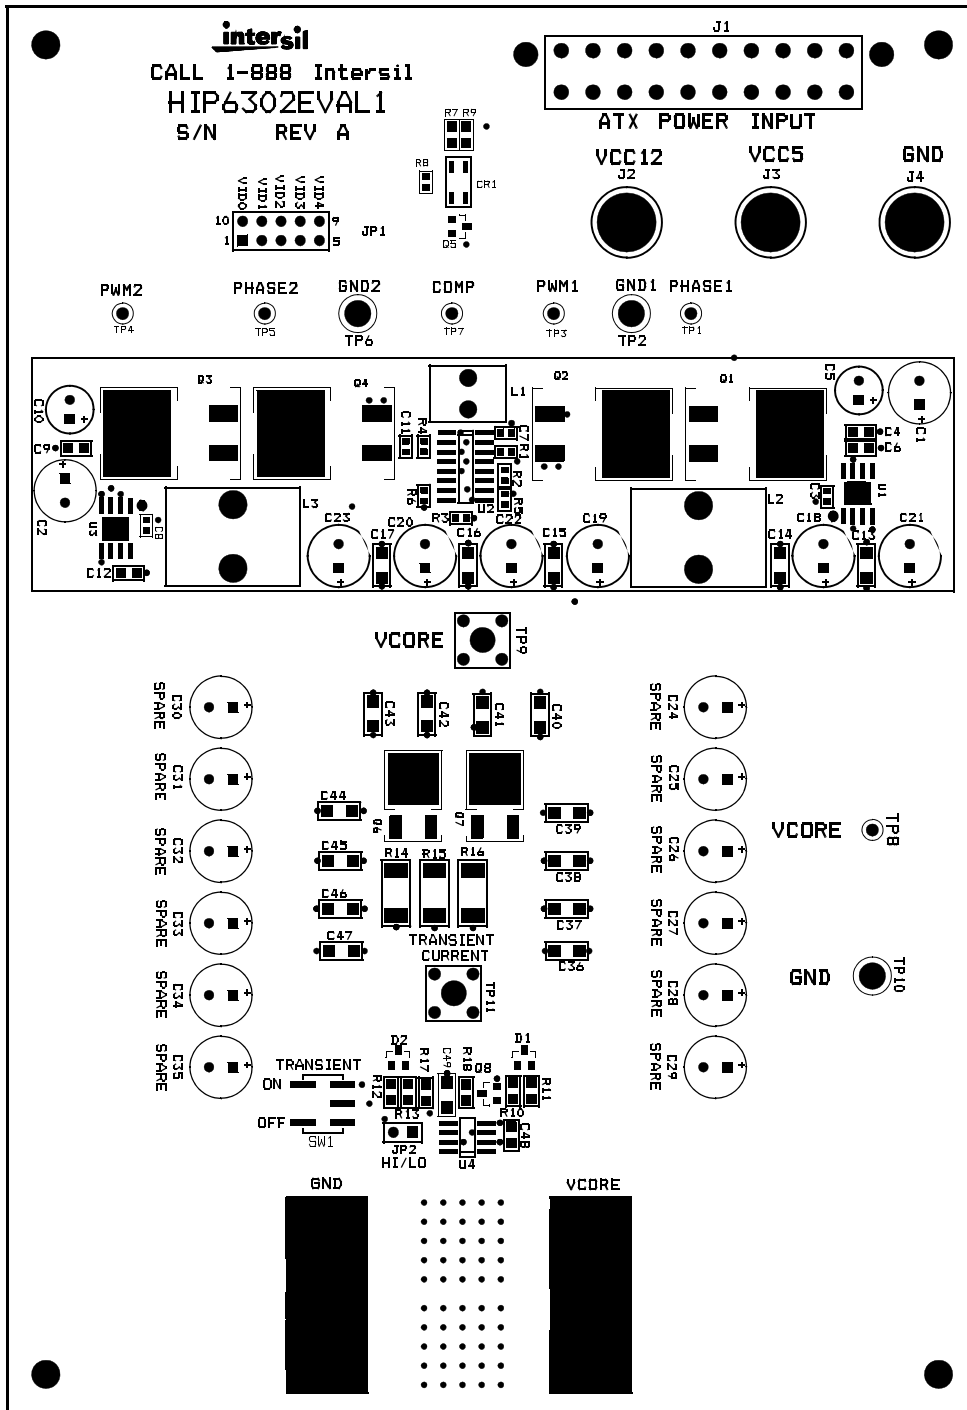 intersil
CALL 1-888 Intersil
HIP6302EVAL1
S/N REV A
J1
ATX POWER INPUT
VCC12 VCC5 GND
J2 J3 J4
R7 R9
R8
CR1
Q5
VID0 VID1 VID2 VID3 VID4
10 9
1 5
JP1
PWM2 PHASE2 GND2 COMP PWM1 GND1 PHASE1
TP4 TP5 TP6 TP7 TP3 TP2 TP1
C10 Q3 Q4 L1 Q2 Q1 C5 C1
C9 C11 R4 C7 R1 C4
C6
C2 U3 C8 L3 R6 R2 R5 U2 L2 C3 U1
R3
C12 C23 C17 C20 C16 C22 C15 C19 C14 C18 C13 C21
VCORE TP9
SPARE C30 C43 C42 C41 C40 SPARE C24
SPARE C31 SPARE C25
C44 Q6 Q7 C39
SPARE C32 SPARE C26 VCORE TP8
C45 R14 R15 R16 C38
C46 C37
SPARE C33 SPARE C27
C47 C36
TRANSIENT
CURRENT
TP11
GND TP10
SPARE C34 SPARE C28
SPARE C35 SPARE C29
TRANSIENT
ON
OFF
SW1
D2 D1
R12 R17 C49 R18 Q8 R11
R13 R10 C48
JP2 U4
HI/LO
GND VCORE